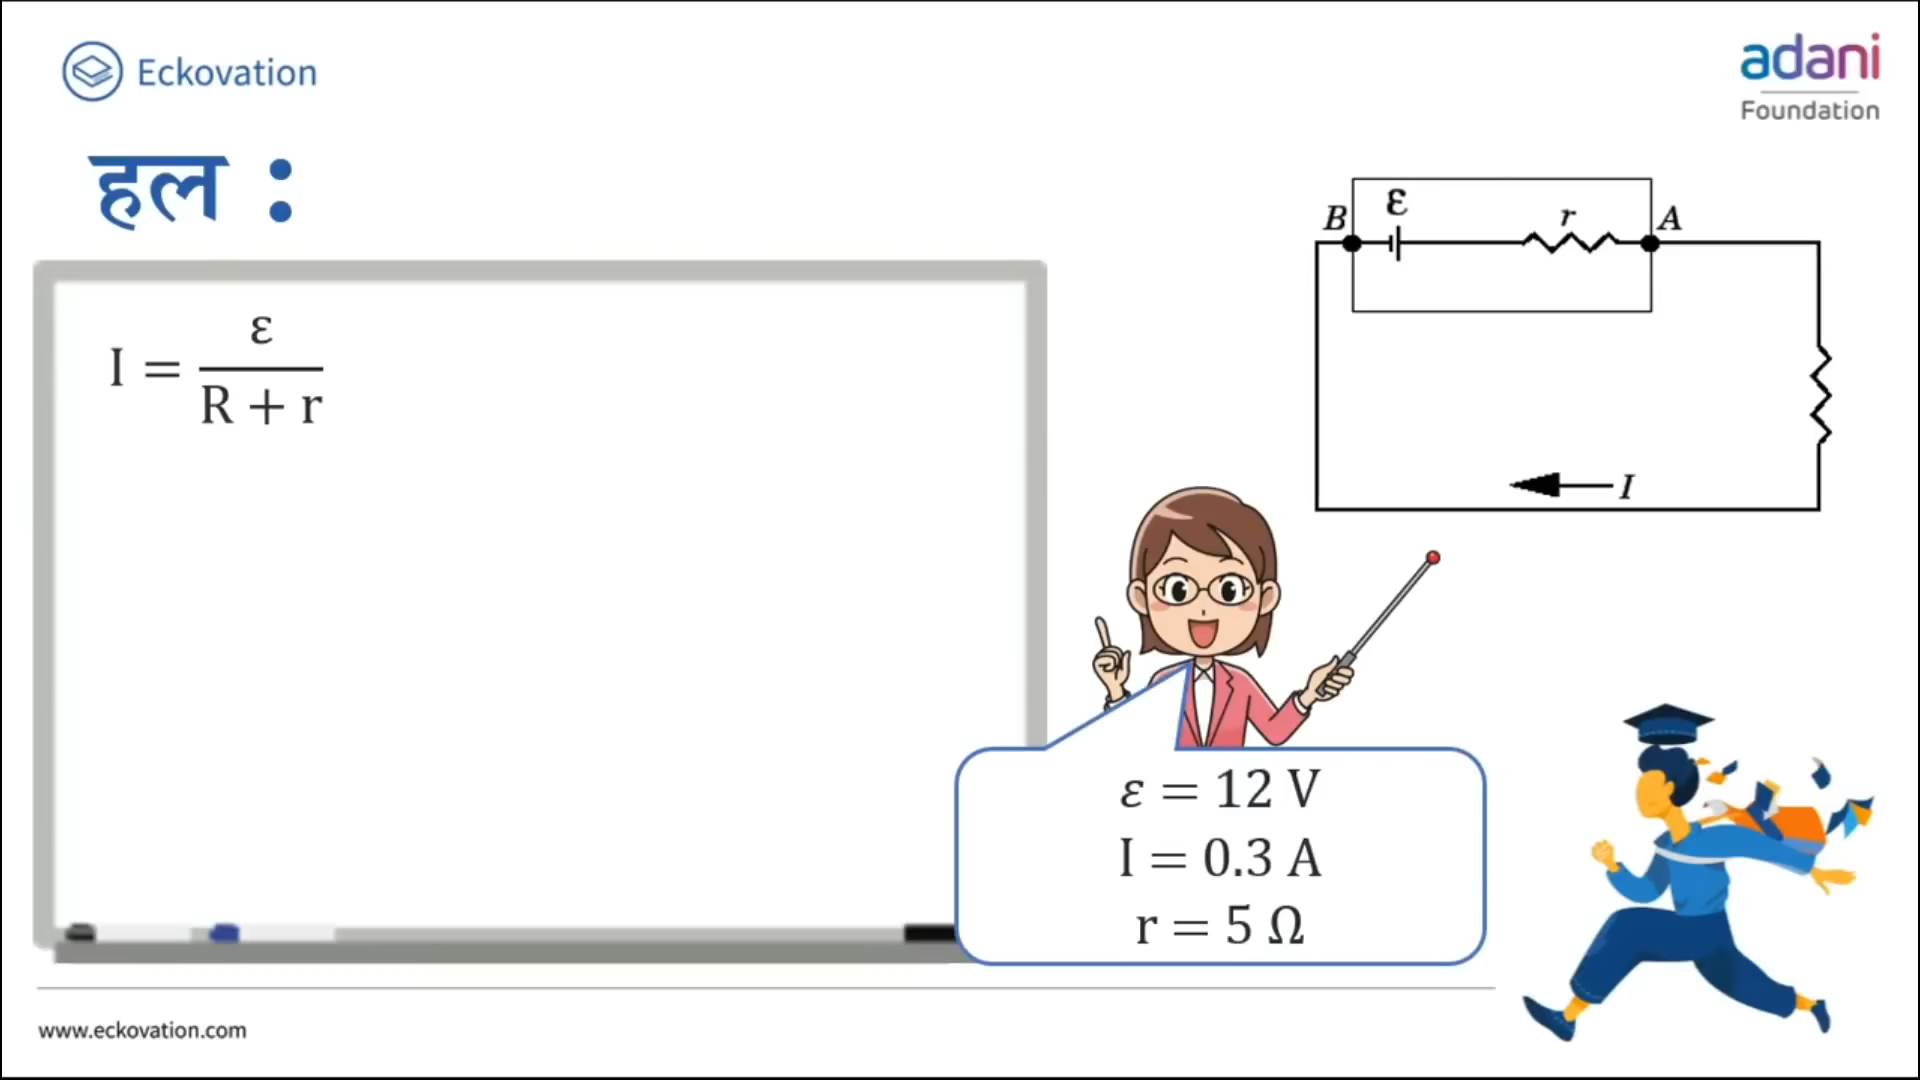 Eckovation
adani
Foundation
हल :
I = ε / (R + r)
B ε r A
I
ε = 12 V
I = 0.3 A
r = 5 Ω
www.eckovation.com